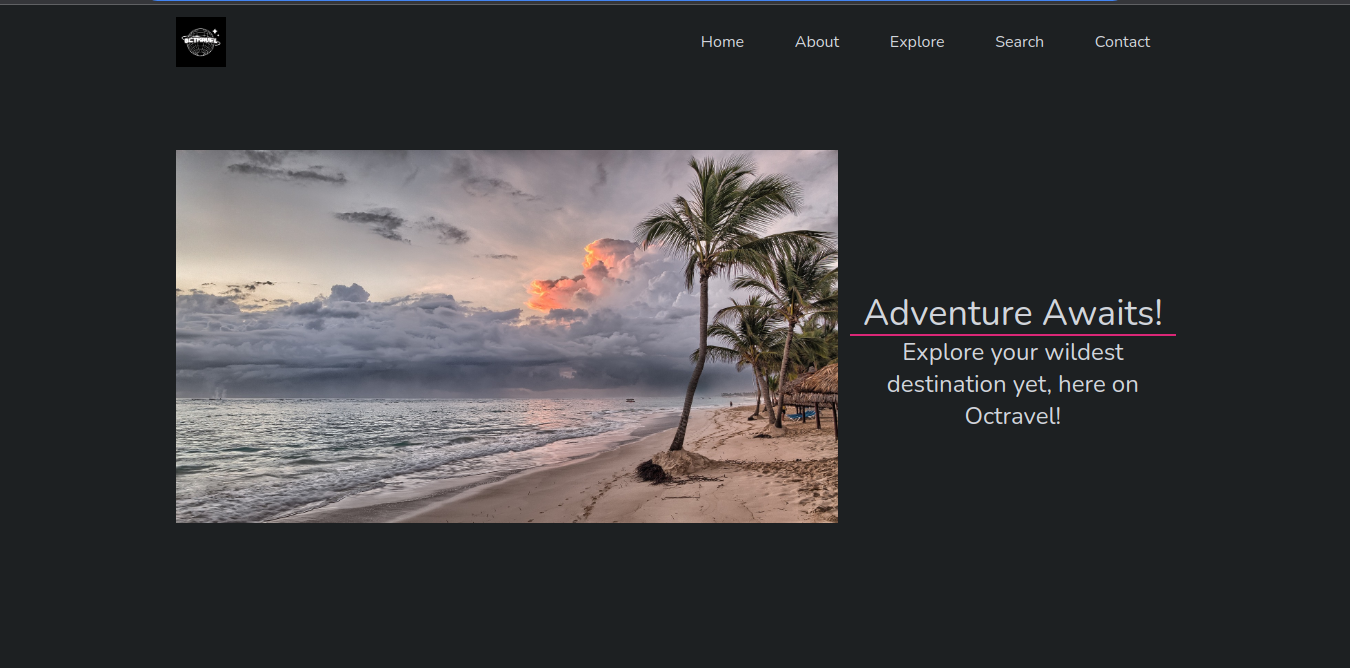 OCTRAVEL
Home About Explore Search Contact
Adventure Awaits!
Explore your wildest
destination yet, here on
Octravel!